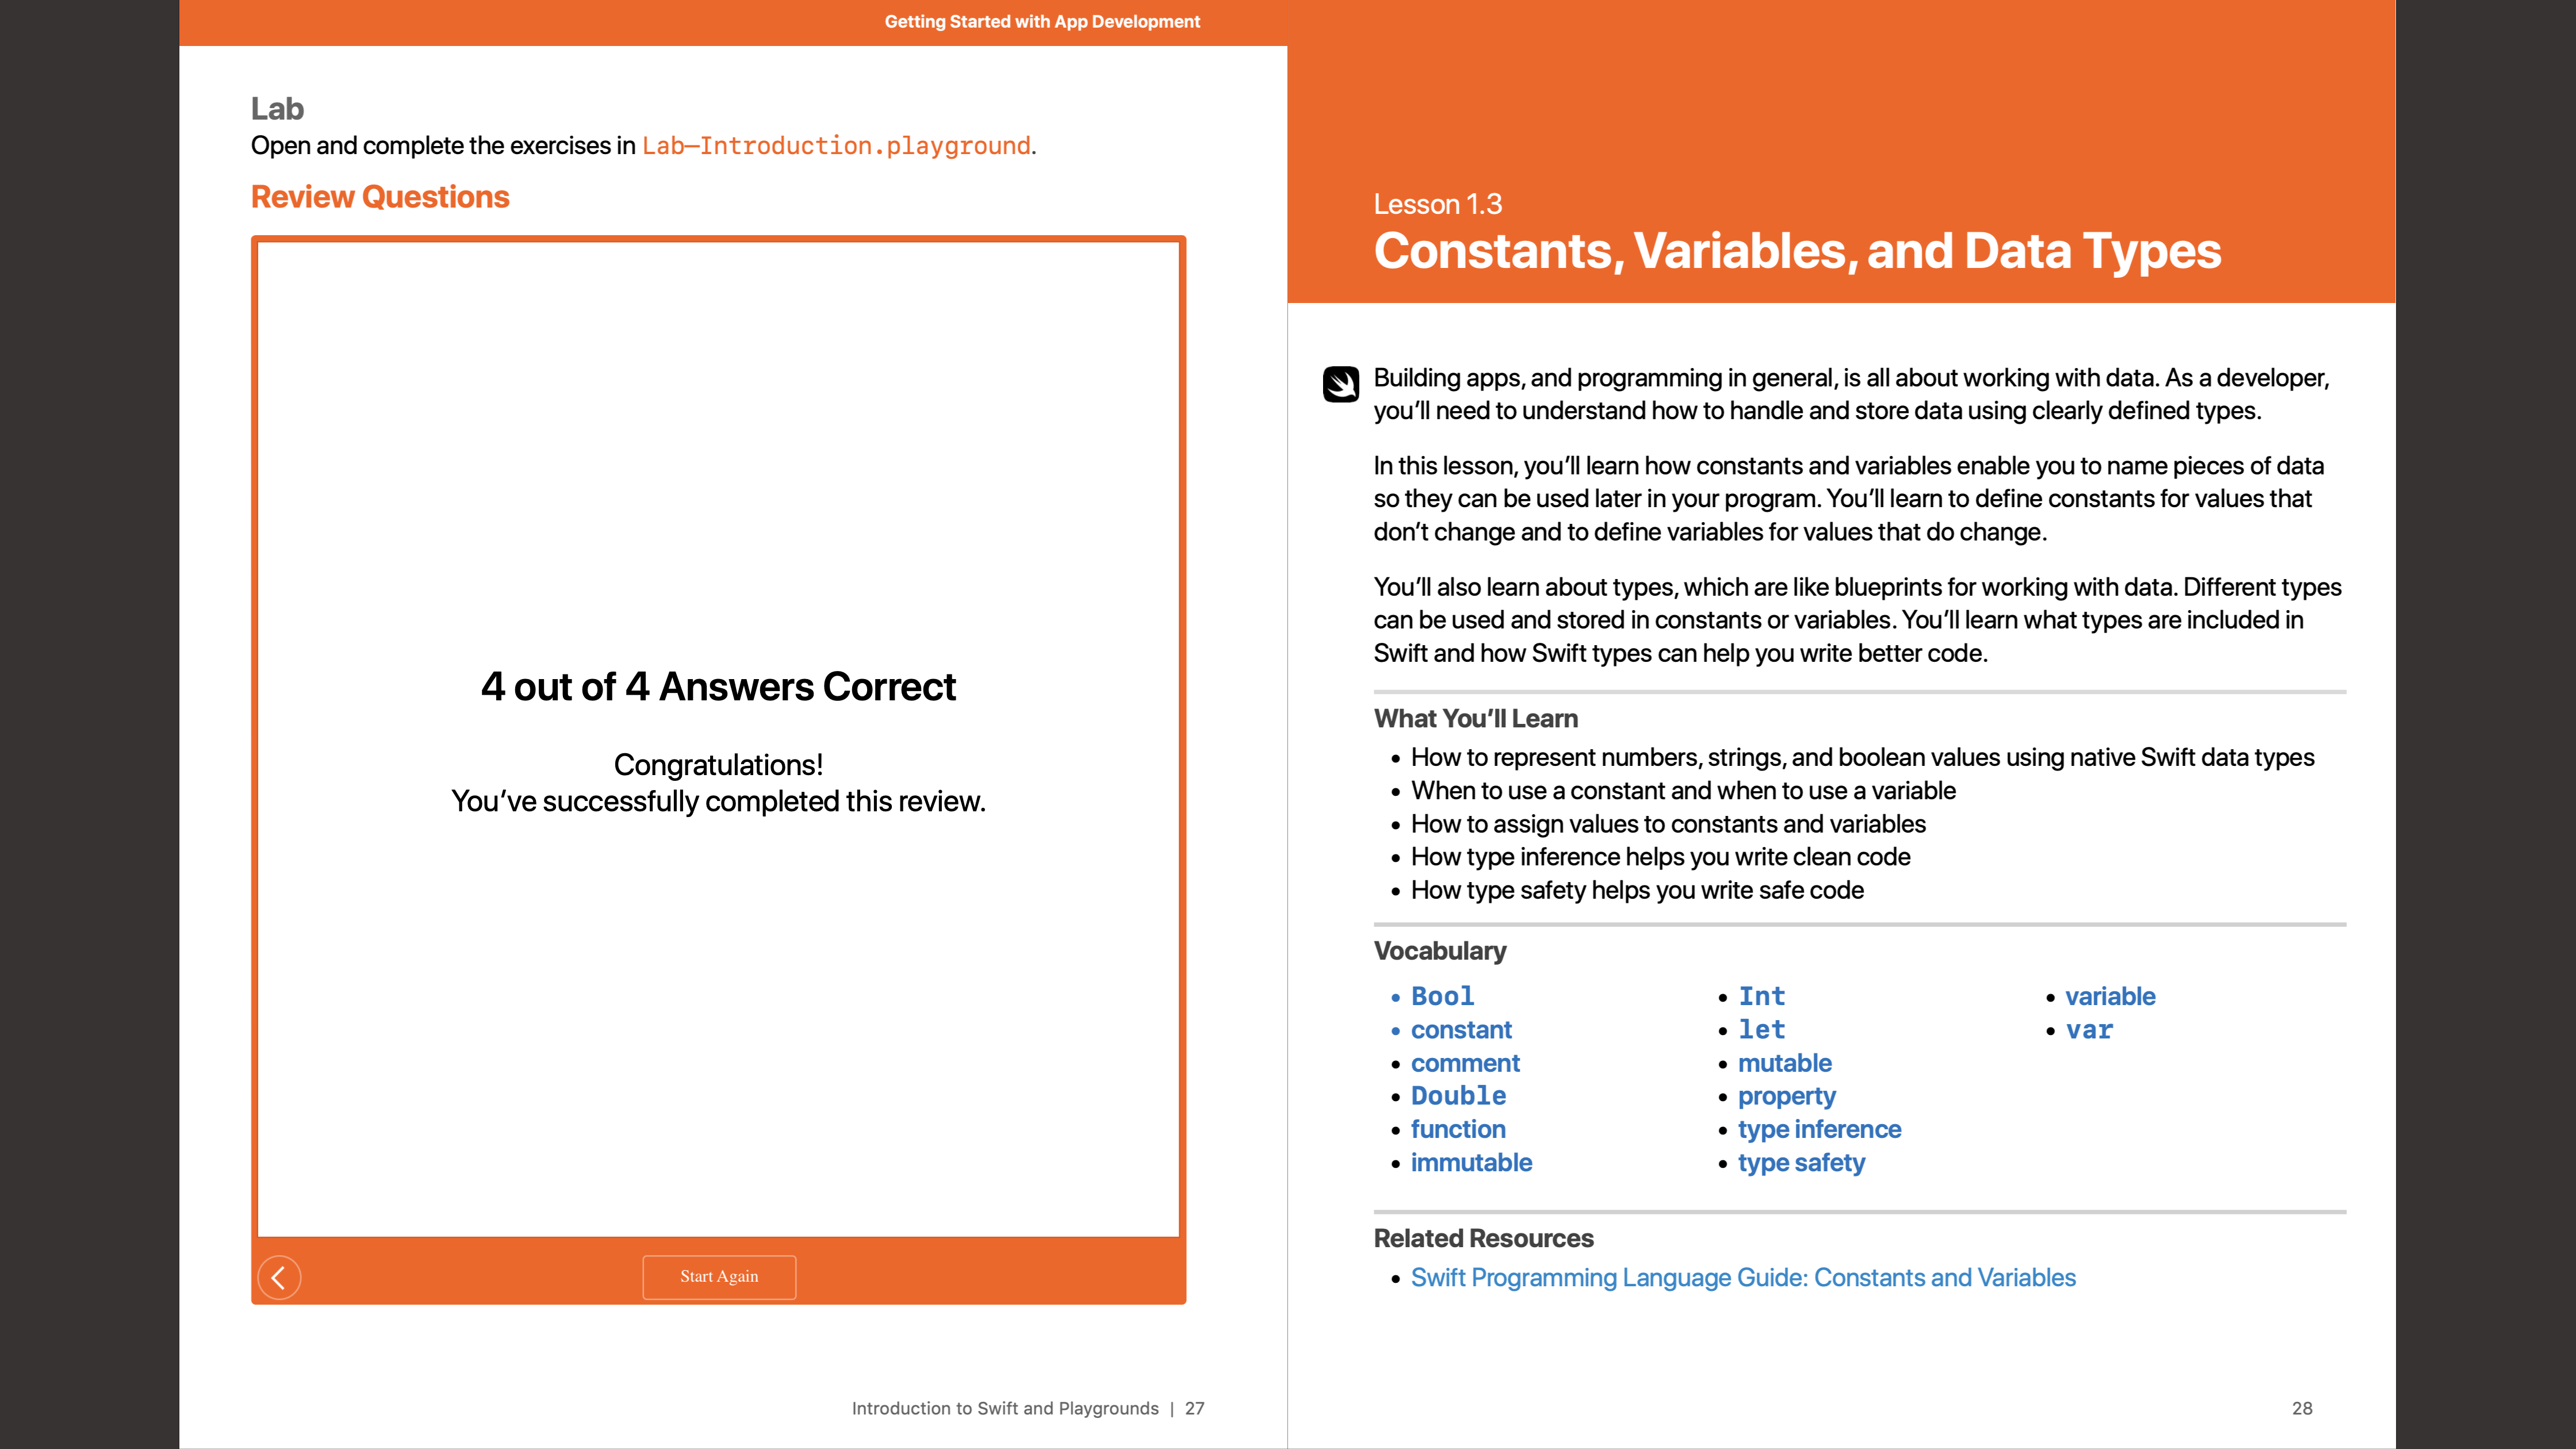 Getting Started with App Development
Lab
Open and complete the exercises in Lab—Introduction.playground.
Review Questions
4 out of 4 Answers Correct
Congratulations!
You’ve successfully completed this review.
Start Again
Introduction to Swift and Playgrounds | 27
Lesson 1.3
Constants, Variables, and Data Types
Building apps, and programming in general, is all about working with data. As a developer,
you’ll need to understand how to handle and store data using clearly defined types.
In this lesson, you’ll learn how constants and variables enable you to name pieces of data
so they can be used later in your program. You’ll learn to define constants for values that
don’t change and to define variables for values that do change.
You’ll also learn about types, which are like blueprints for working with data. Different types
can be used and stored in constants or variables. You’ll learn what types are included in
Swift and how Swift types can help you write better code.
What You’ll Learn
• How to represent numbers, strings, and boolean values using native Swift data types
• When to use a constant and when to use a variable
• How to assign values to constants and variables
• How type inference helps you write clean code
• How type safety helps you write safe code
Vocabulary
• Bool
• constant
• comment
• Double
• function
• immutable
• Int
• let
• mutable
• property
• type inference
• type safety
• variable
• var
Related Resources
• Swift Programming Language Guide: Constants and Variables
28